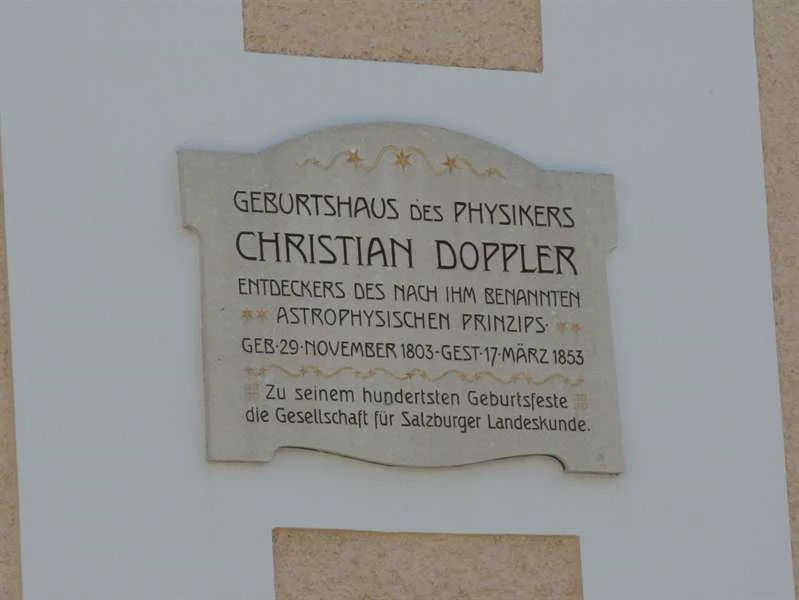 GEBURTSHAUS DES PHYSIKERS
CHRISTIAN DOPPLER
ENTDECKERS DES NACH IHM BENANNTEN
ASTROPHYSISCHEN PRINZIPS·
GEB·29·NOVEMBER 1803-GEST·17·MÄRZ 1853
Zu seinem hundertsten Geburtsfeste
die Gesellschaft für Salzburger Landeskunde.